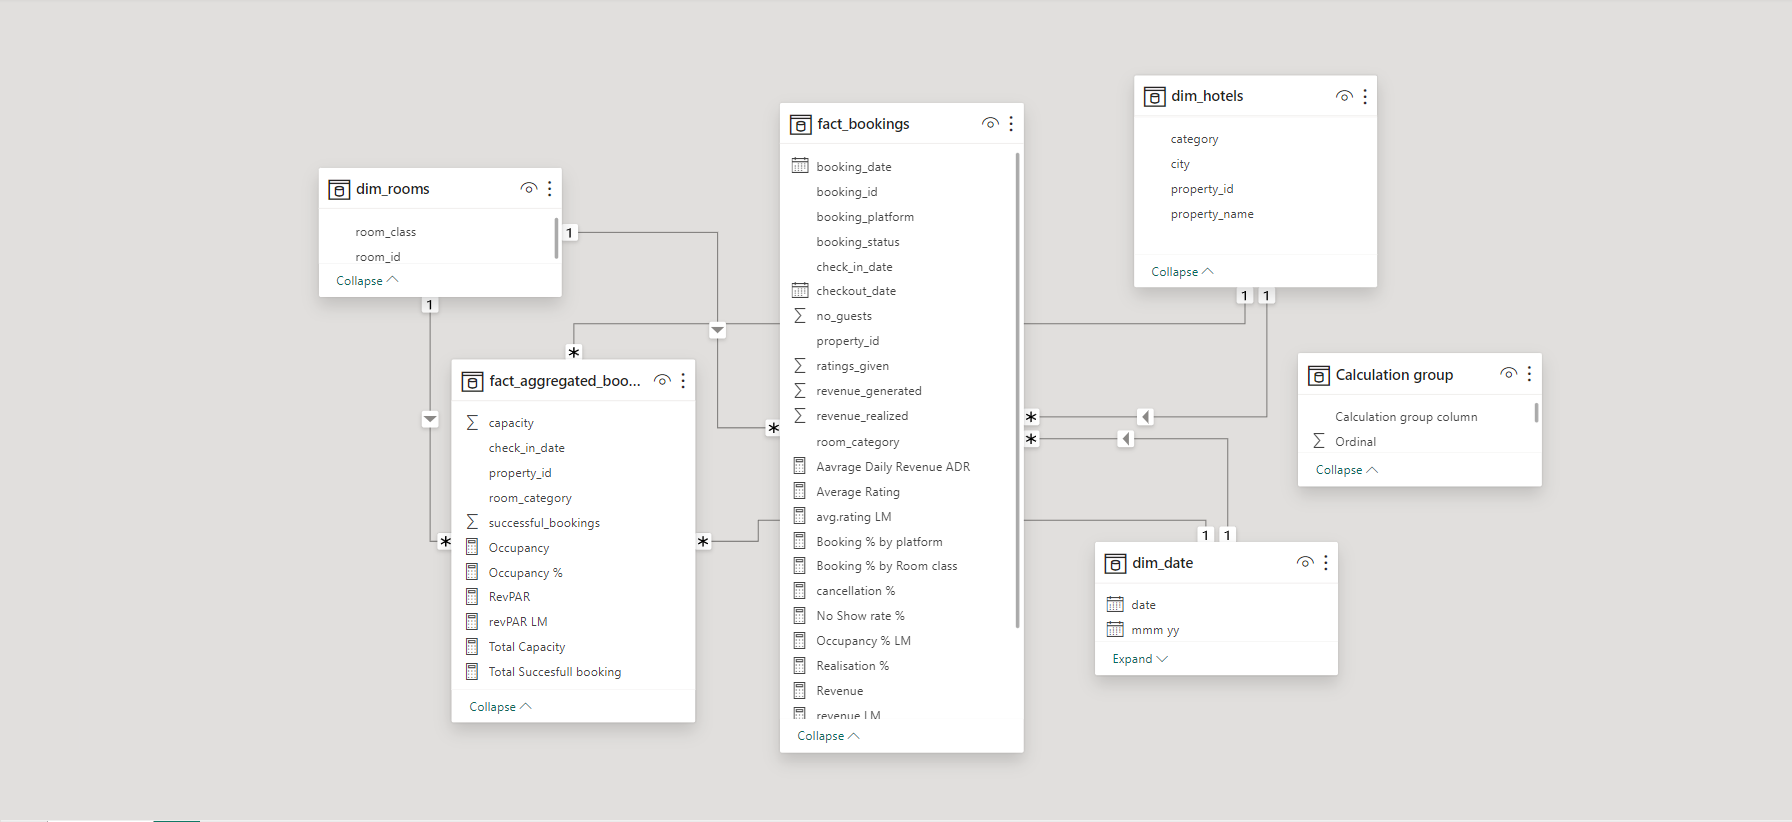 dim_rooms
room_class
room_id
Collapse
1
1
fact_aggregated_boo...
capacity
check_in_date
property_id
room_category
successful_bookings
Occupancy
Occupancy %
RevPAR
revPAR LM
Total Capacity
Total Succesfull booking
Collapse
*
*
*
fact_bookings
booking_date
booking_id
booking_platform
booking_status
check_in_date
checkout_date
no_guests
property_id
ratings_given
revenue_generated
revenue_realized
room_category
Aavrage Daily Revenue ADR
Average Rating
avg.rating LM
Booking % by platform
Booking % by Room class
cancellation %
No Show rate %
Occupancy % LM
Realisation %
Revenue
revenue LM
Collapse
*
*
*
dim_hotels
category
city
property_id
property_name
Collapse
1 1
Calculation group
Calculation group column
Ordinal
Collapse
1 1
dim_date
date
mmm yy
Expand